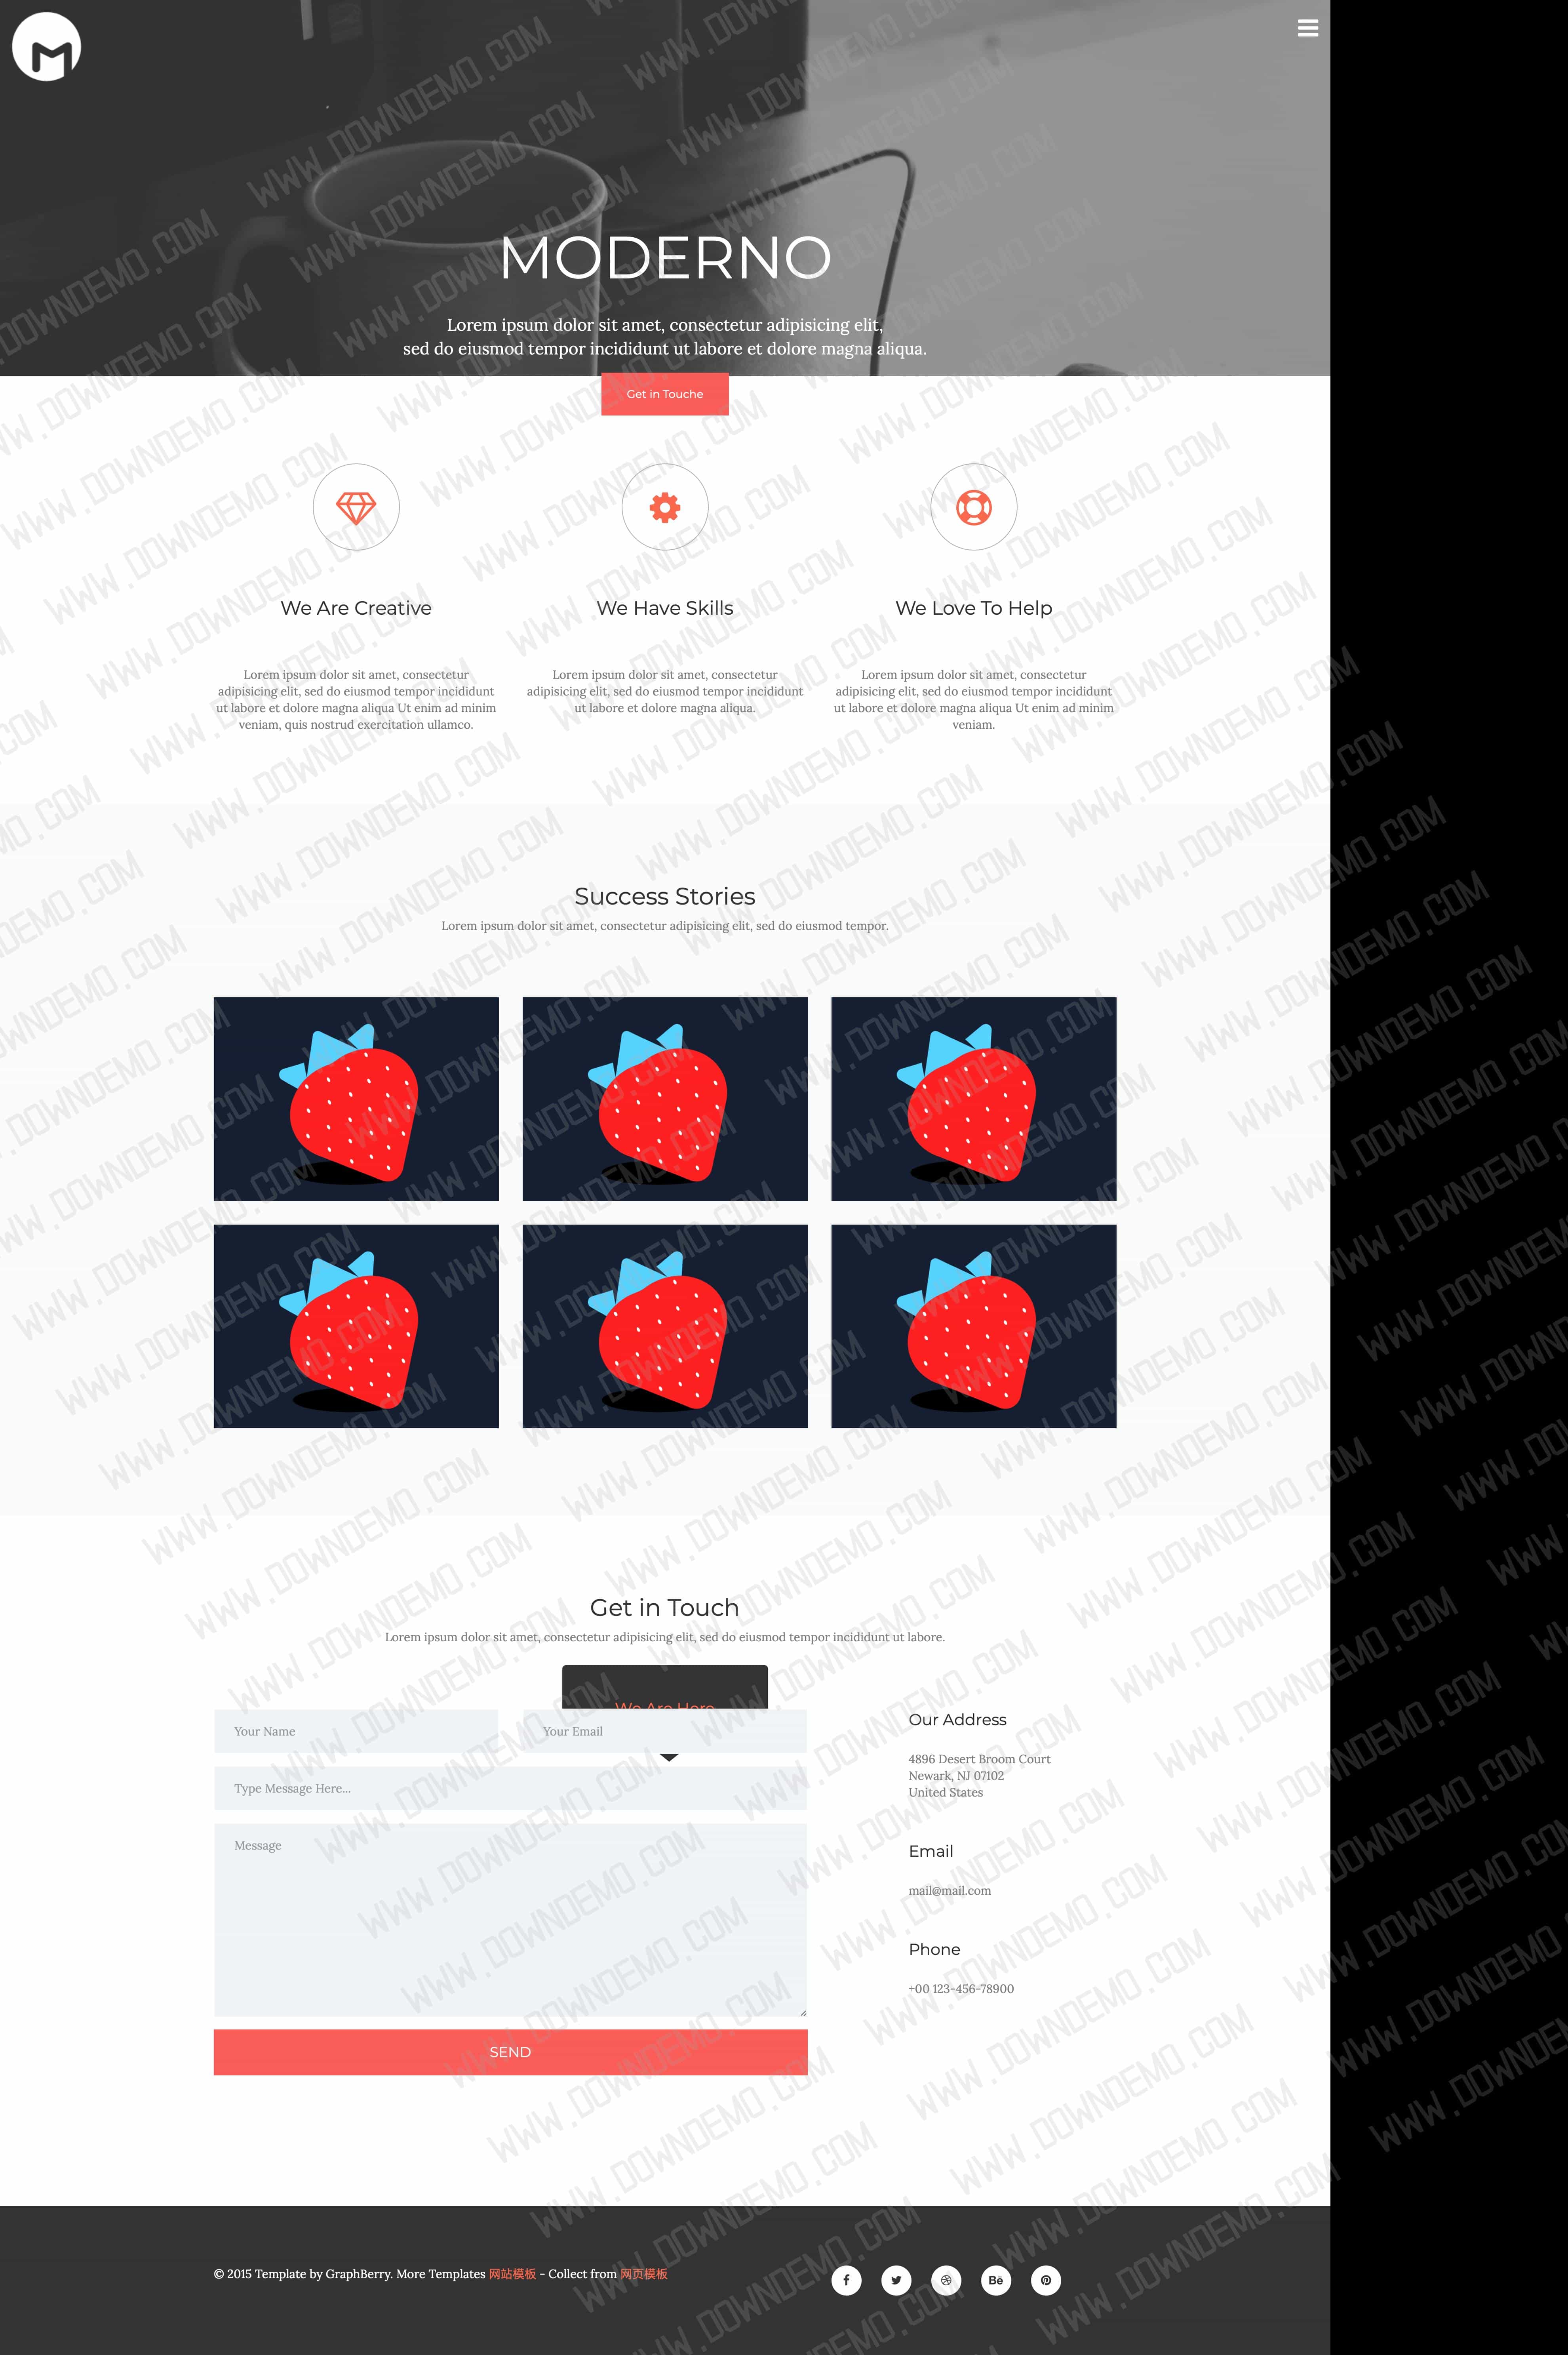 M
MODERNO
Lorem ipsum dolor sit amet, consectetur adipisicing elit,
sed do eiusmod tempor incididunt ut labore et dolore magna aliqua.
Get in Touche
We Are Creative
Lorem ipsum dolor sit amet, consectetur
adipisicing elit, sed do eiusmod tempor incididunt
ut labore et dolore magna aliqua Ut enim ad minim
veniam, quis nostrud exercitation ullamco.
We Have Skills
Lorem ipsum dolor sit amet, consectetur
adipisicing elit, sed do eiusmod tempor incididunt
ut labore et dolore magna aliqua.
We Love To Help
Lorem ipsum dolor sit amet, consectetur
adipisicing elit, sed do eiusmod tempor incididunt
ut labore et dolore magna aliqua Ut enim ad minim
veniam.
Success Stories
Lorem ipsum dolor sit amet, consectetur adipisicing elit, sed do eiusmod tempor.
Get in Touch
Lorem ipsum dolor sit amet, consectetur adipisicing elit, sed do eiusmod tempor incididunt ut labore.
We Are Here
Your Name
Your Email
Type Message Here...
Message
SEND
Our Address
4896 Desert Broom Court
Newark, NJ 07102
United States
Email
mail@mail.com
Phone
+00 123-456-78900
© 2015 Template by GraphBerry. More Templates 网站模板 - Collect from 网页模板
Bē
WWW.DOWNDEMO.COM